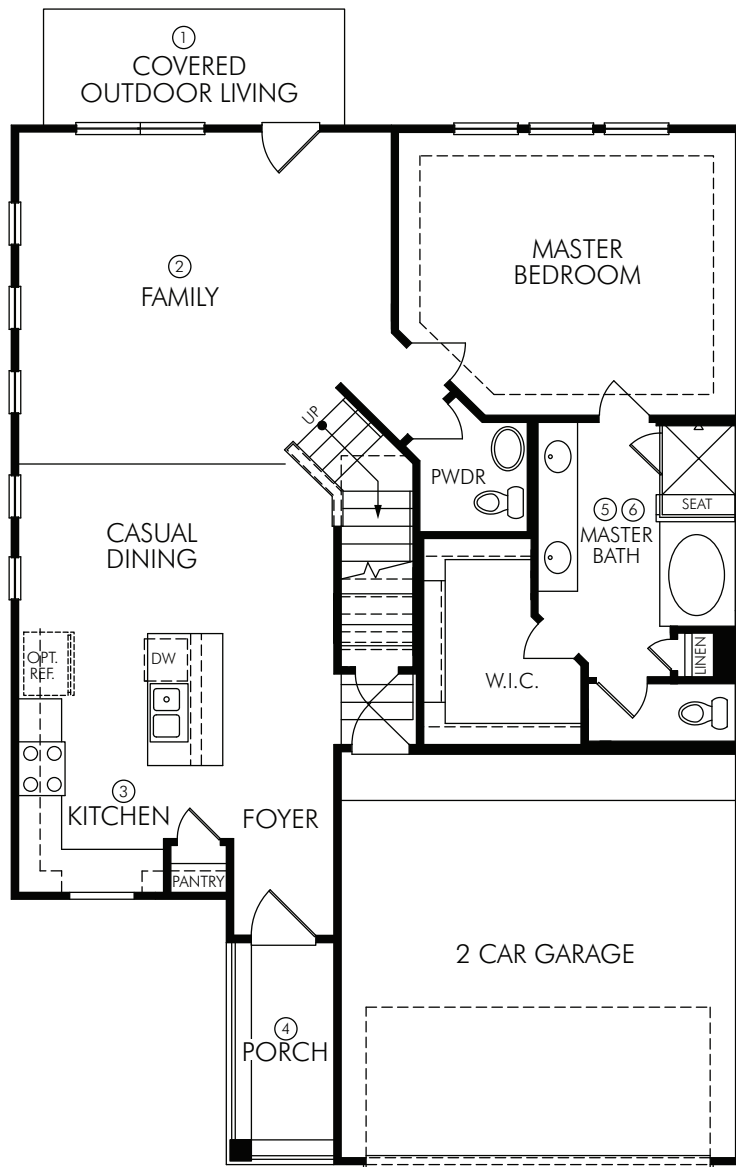 ①
COVERED
OUTDOOR LIVING
②
FAMILY
MASTER
BEDROOM
UP
PWDR
⑤ ⑥
MASTER
BATH
SEAT
CASUAL
DINING
OPT.
REF.
DW
W.I.C.
LINEN
③
KITCHEN
FOYER
PANTRY
2 CAR GARAGE
④
PORCH